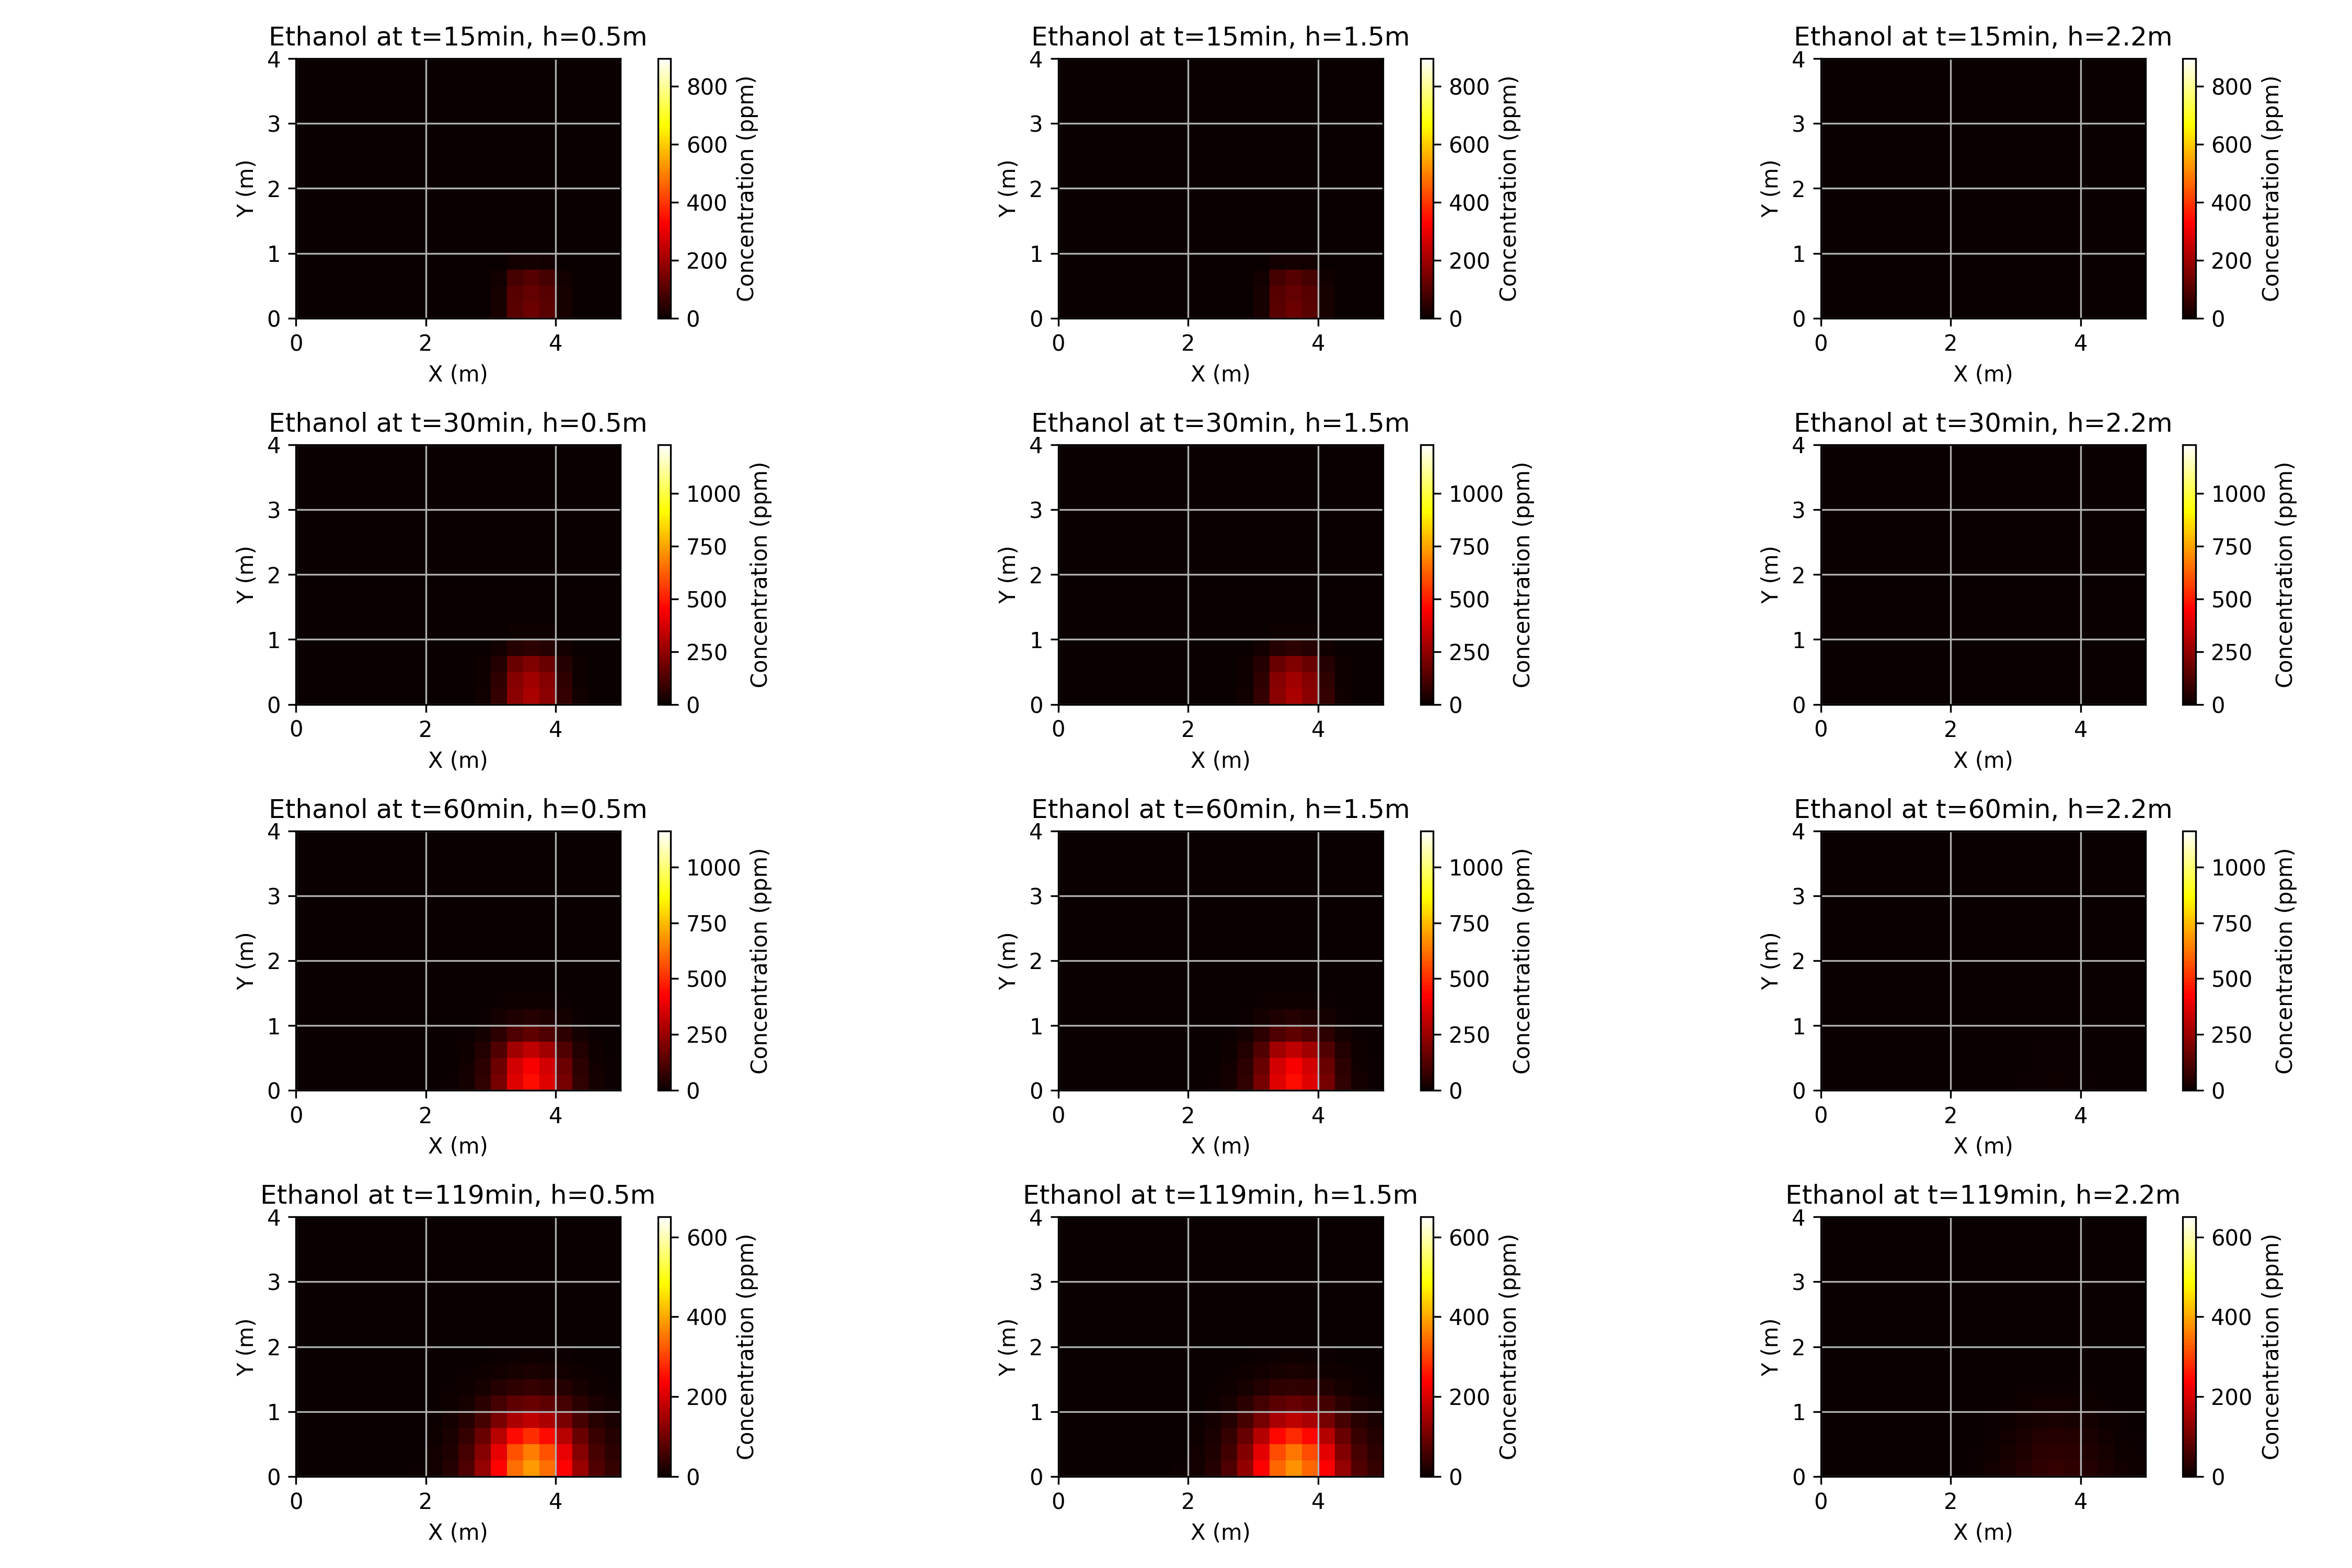 Ethanol at t=15min, h=0.5m
4
3
2
1
0
0 2 4
X (m)
Y (m)
800
600
400
200
0
Concentration (ppm)
Ethanol at t=15min, h=1.5m
4
3
2
1
0
0 2 4
X (m)
Y (m)
800
600
400
200
0
Concentration (ppm)
Ethanol at t=15min, h=2.2m
4
3
2
1
0
0 2 4
X (m)
Y (m)
800
600
400
200
0
Concentration (ppm)
Ethanol at t=30min, h=0.5m
4
3
2
1
0
0 2 4
X (m)
Y (m)
1000
750
500
250
0
Concentration (ppm)
Ethanol at t=30min, h=1.5m
4
3
2
1
0
0 2 4
X (m)
Y (m)
1000
750
500
250
0
Concentration (ppm)
Ethanol at t=30min, h=2.2m
4
3
2
1
0
0 2 4
X (m)
Y (m)
1000
750
500
250
0
Concentration (ppm)
Ethanol at t=60min, h=0.5m
4
3
2
1
0
0 2 4
X (m)
Y (m)
1000
750
500
250
0
Concentration (ppm)
Ethanol at t=60min, h=1.5m
4
3
2
1
0
0 2 4
X (m)
Y (m)
1000
750
500
250
0
Concentration (ppm)
Ethanol at t=60min, h=2.2m
4
3
2
1
0
0 2 4
X (m)
Y (m)
1000
750
500
250
0
Concentration (ppm)
Ethanol at t=119min, h=0.5m
4
3
2
1
0
0 2 4
X (m)
Y (m)
600
400
200
0
Concentration (ppm)
Ethanol at t=119min, h=1.5m
4
3
2
1
0
0 2 4
X (m)
Y (m)
600
400
200
0
Concentration (ppm)
Ethanol at t=119min, h=2.2m
4
3
2
1
0
0 2 4
X (m)
Y (m)
600
400
200
0
Concentration (ppm)